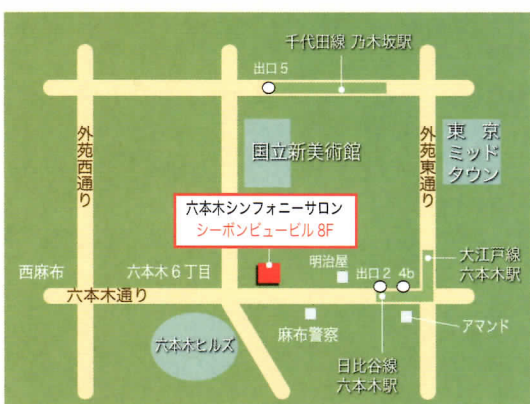 千代田線 乃木坂駅
出口5
外苑西通り
国立新美術館
外苑東通り
東京
ミッド
タウン
六本木シンフォニーサロン
シーボンビュービル 8F
西麻布
六本木6丁目
明治屋
出口2
4b
大江戸線
六本木駅
六本木通り
六本木ヒルズ
麻布警察
アマンド
日比谷線
六本木駅